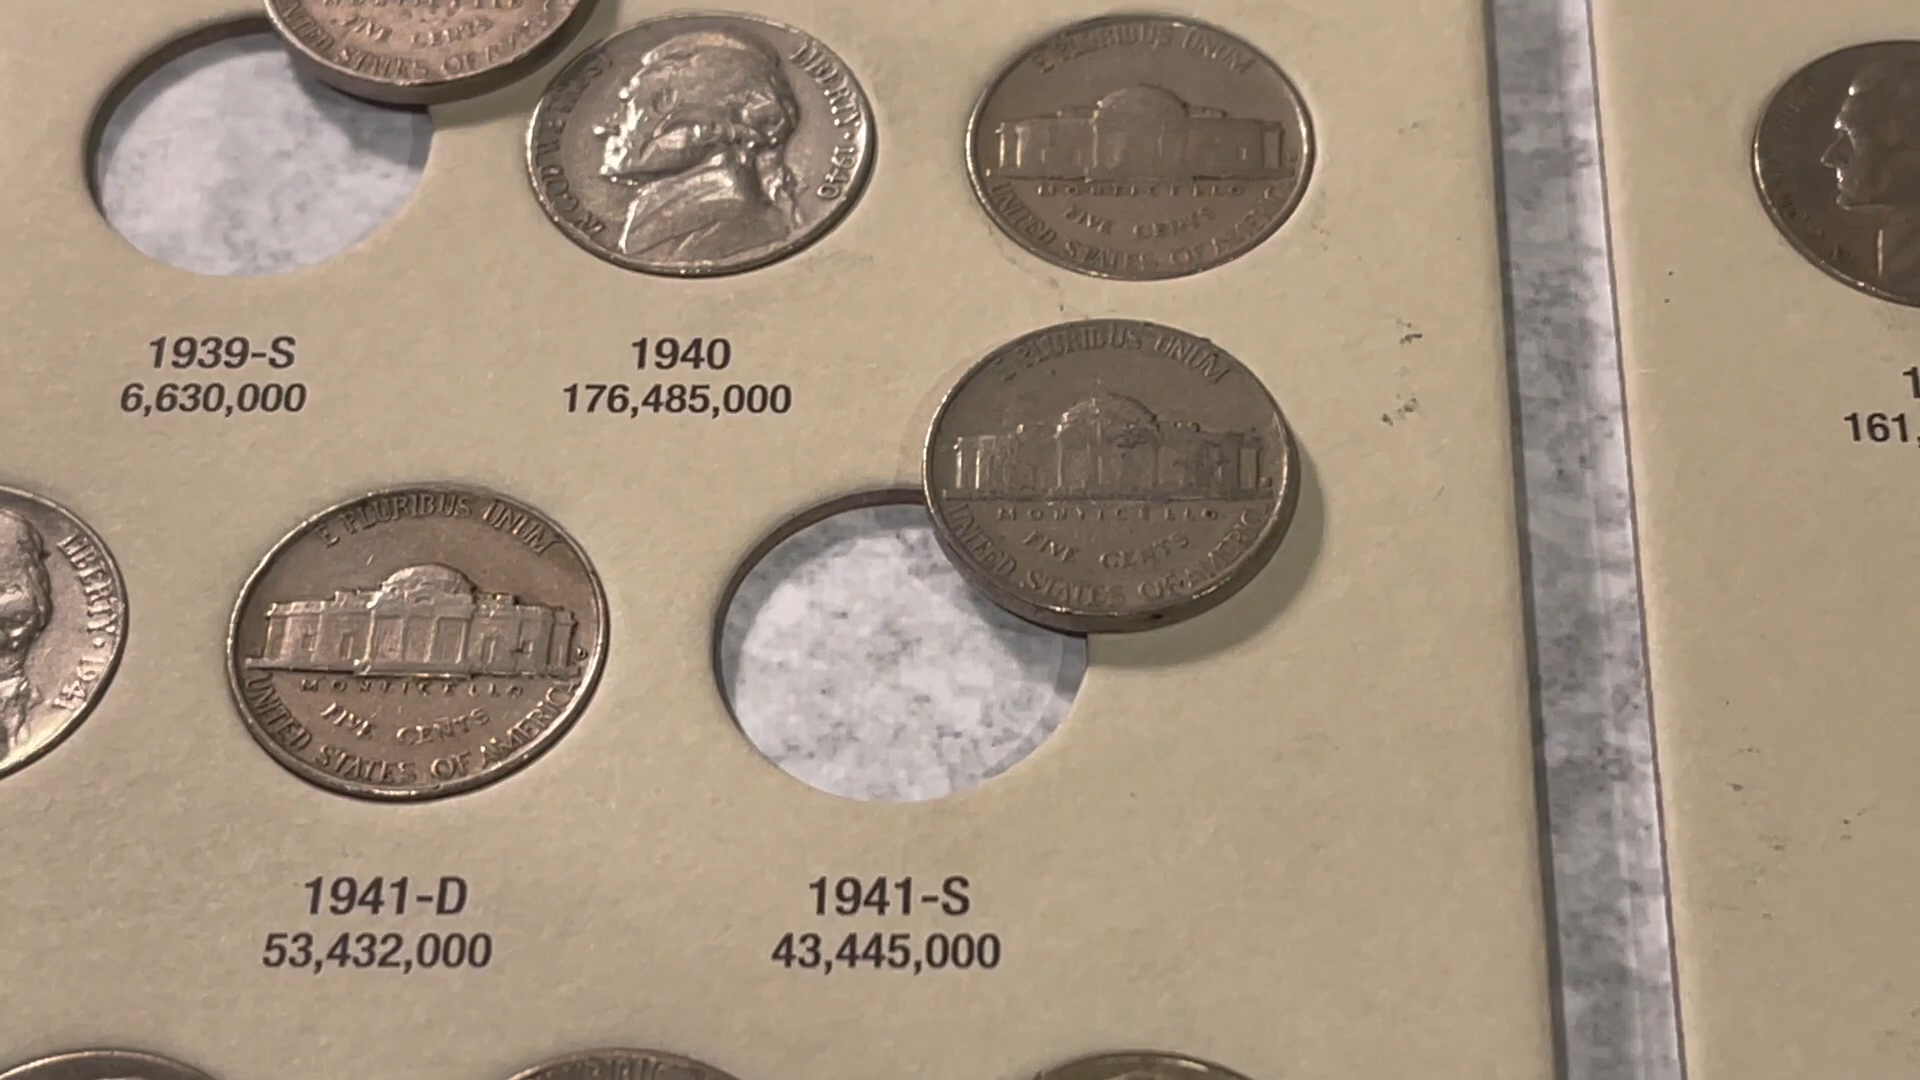 FIVE CENTS
UNITED STATES OF AMERICA
IN GOD WE TRUST
LIBERTY · 1940
E PLURIBUS UNUM
MONTICELLO
FIVE CENTS
UNITED STATES OF AMERICA
1939-S
6,630,000
1940
176,485,000
E PLURIBUS UNUM
MONTICELLO
FIVE CENTS
UNITED STATES OF AMERICA
161,
LIBERTY · 1941
E PLURIBUS UNUM
MONTICELLO
FIVE CENTS
UNITED STATES OF AMERICA
1941-D
53,432,000
1941-S
43,445,000